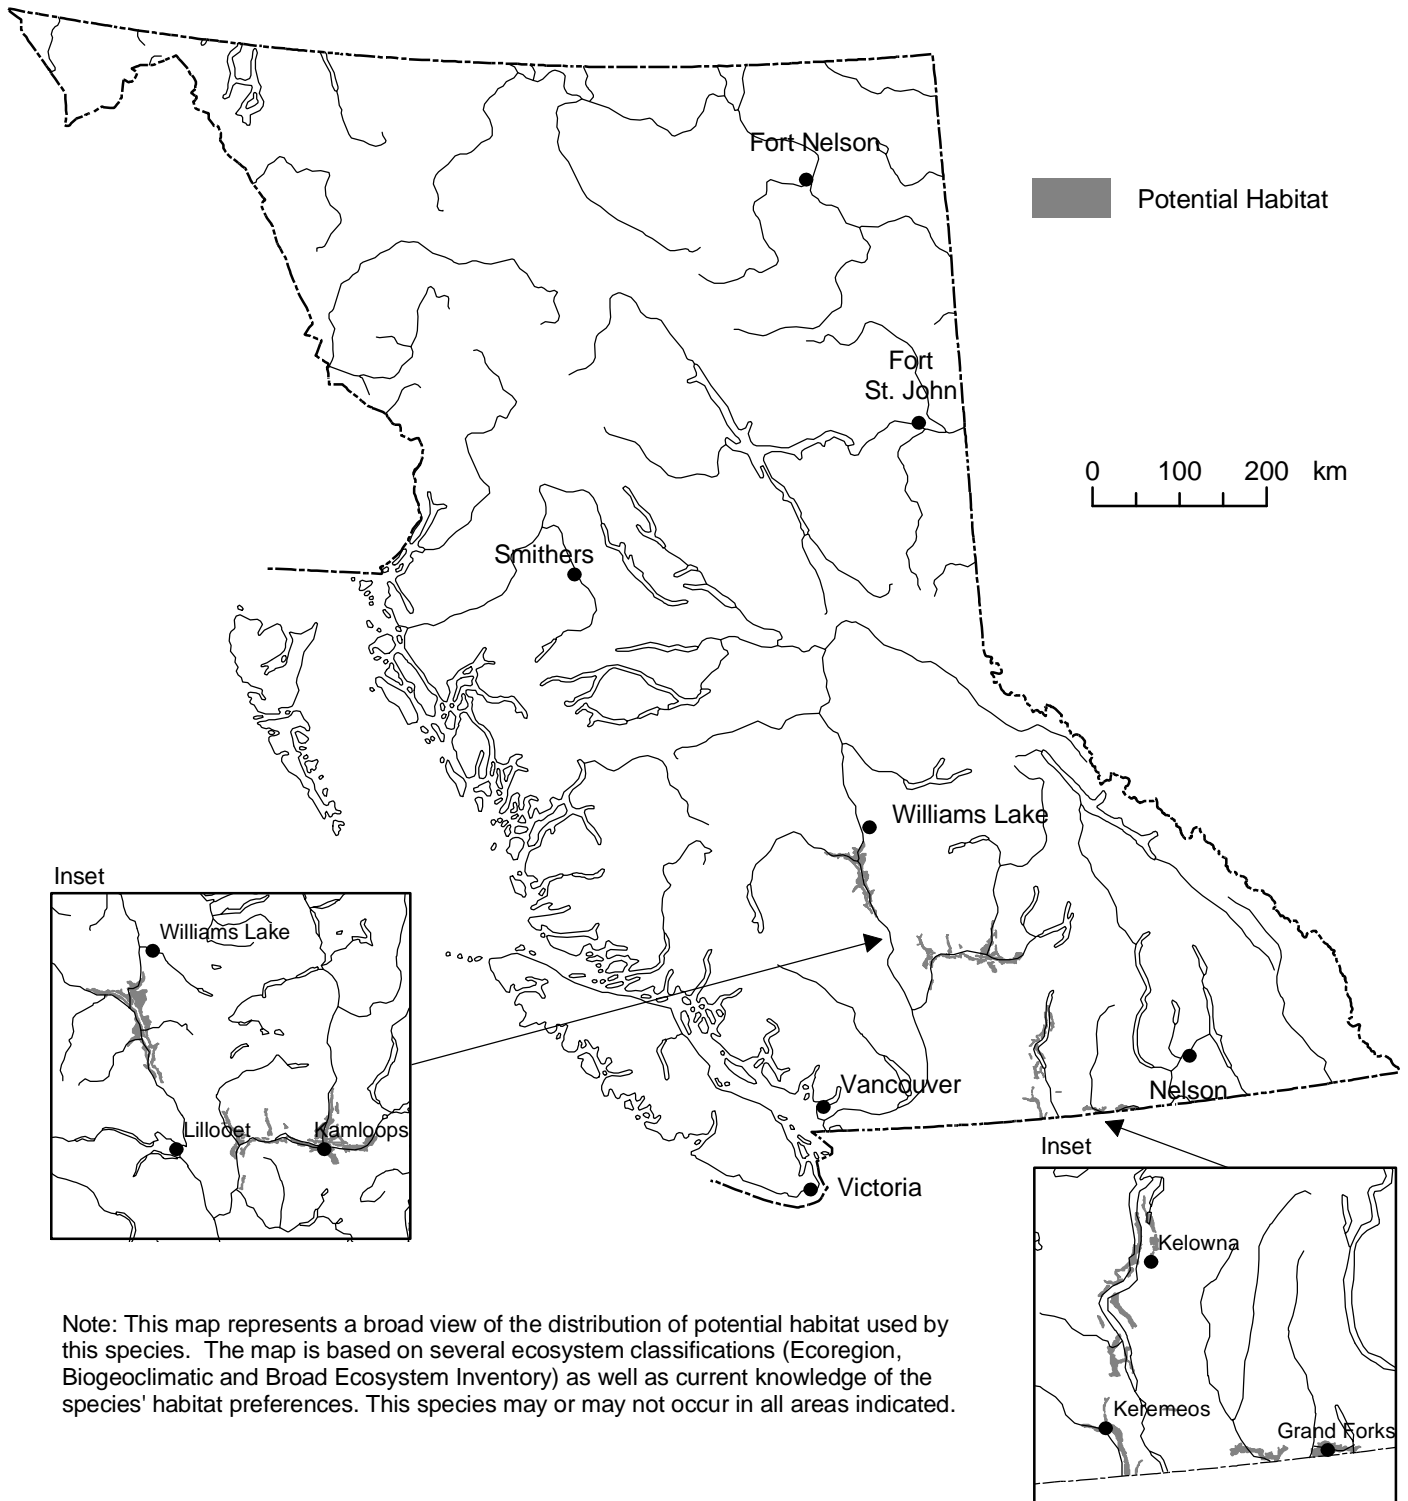 Fort Nelson
Potential Habitat
Fort
St. John
0 100 200 km
Smithers
Williams Lake
Inset
Williams Lake
Lillooet
Kamloops
Vancouver
Nelson
Victoria
Inset
Kelowna
Keremeos
Grand Forks
Note: This map represents a broad view of the distribution of potential habitat used by
this species. The map is based on several ecosystem classifications (Ecoregion,
Biogeoclimatic and Broad Ecosystem Inventory) as well as current knowledge of the
species' habitat preferences. This species may or may not occur in all areas indicated.